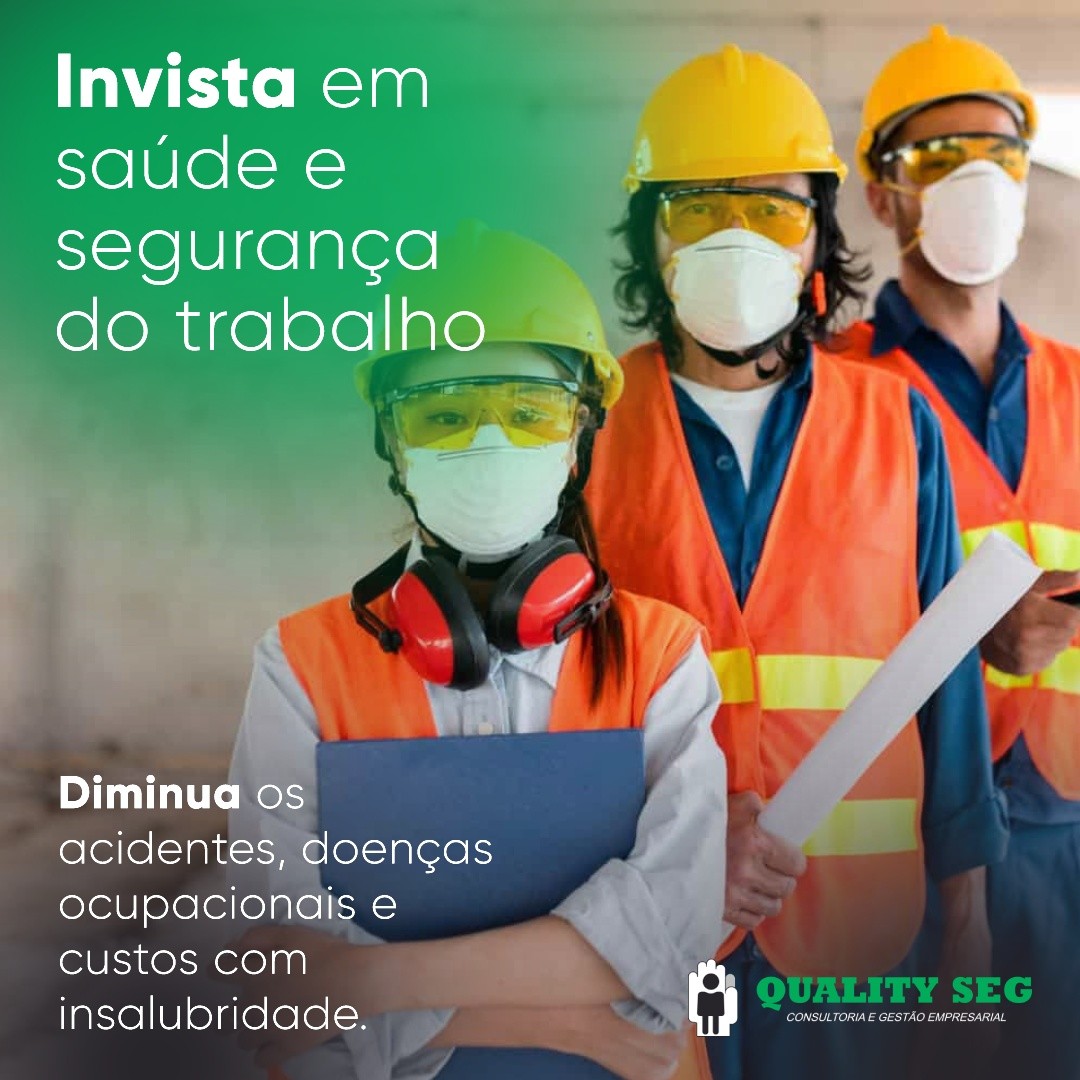 Invista em
saúde e
segurança
do trabalho
Diminua os
acidentes, doenças
ocupacionais e
custos com
insalubridade.
QUALITY SEG
CONSULTORIA E GESTÃO EMPRESARIAL